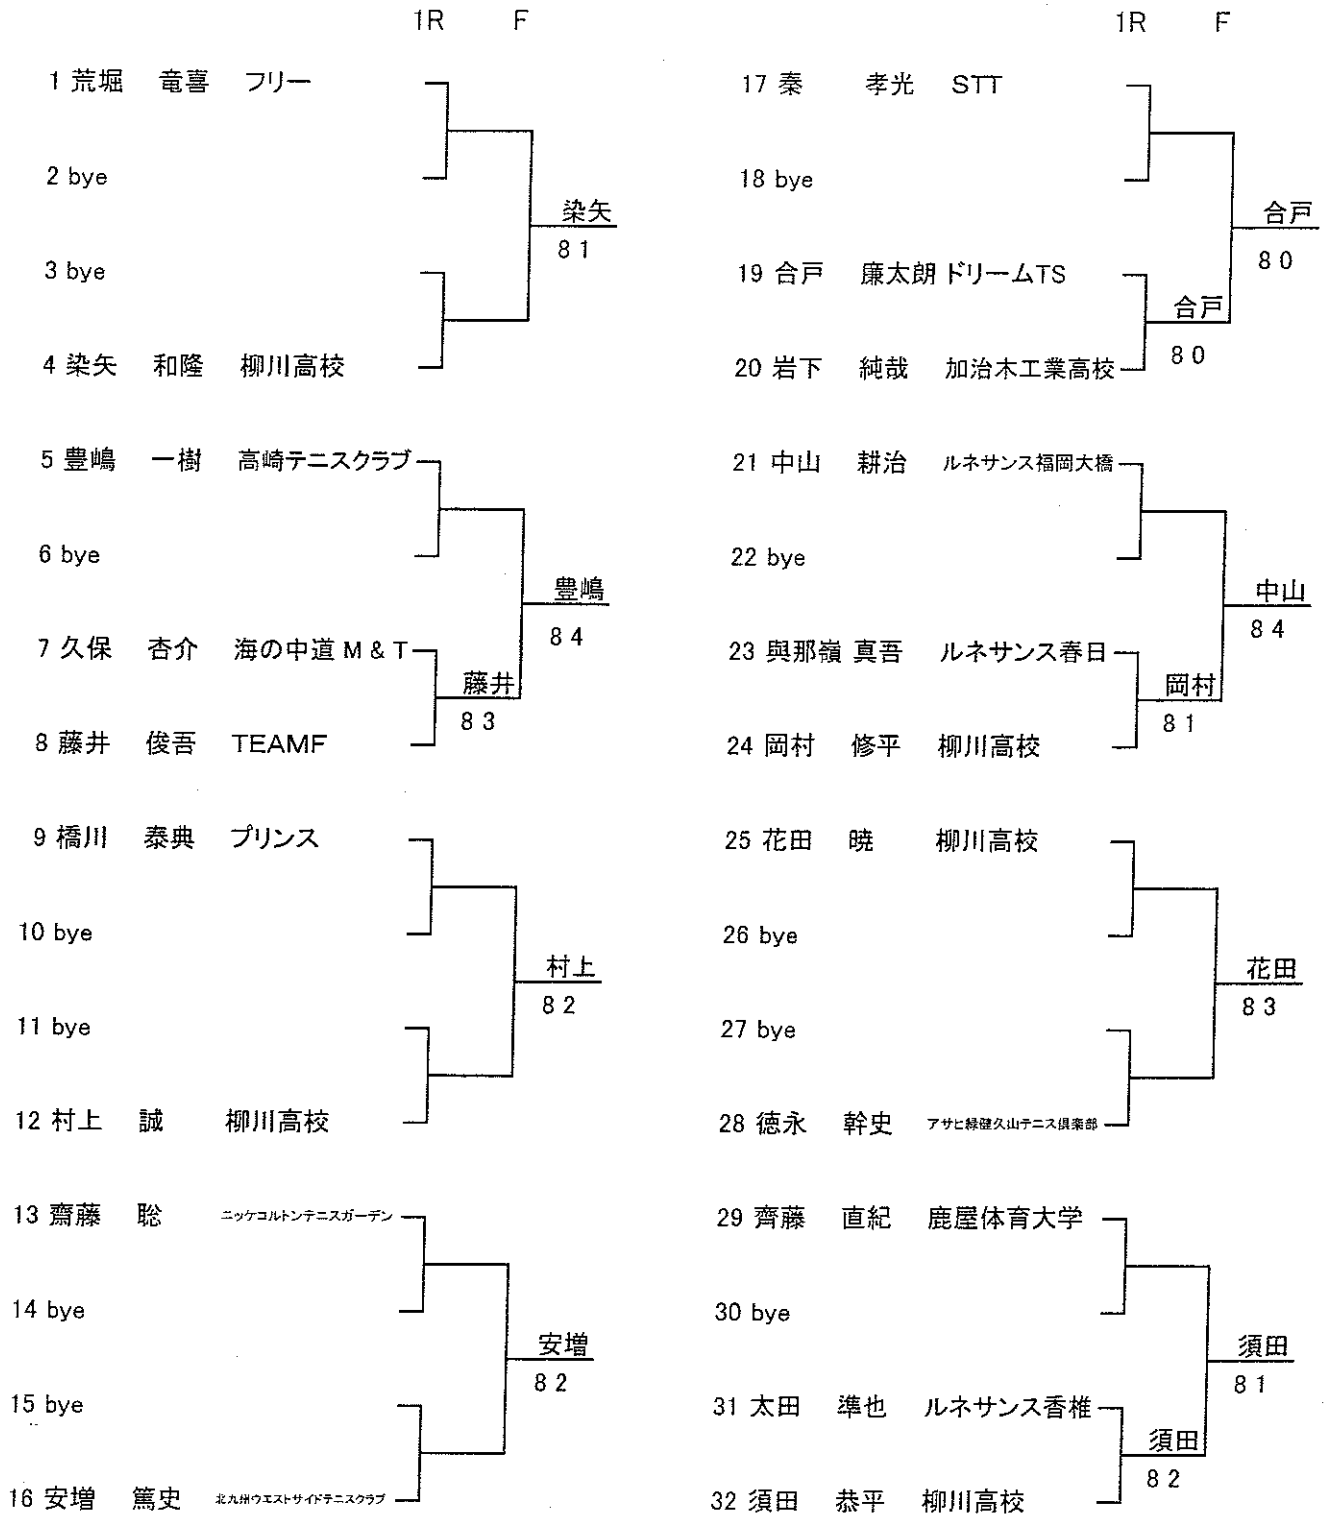 1R F
1 荒堀 竜喜 フリー
2 bye
染矢
8 1
3 bye
4 染矢 和隆 柳川高校
5 豊嶋 一樹 高崎テニスクラブ
6 bye
豊嶋
8 4
7 久保 杏介 海の中道 M & T
藤井
8 3
8 藤井 俊吾 TEAMF
9 橋川 泰典 プリンス
10 bye
村上
8 2
11 bye
12 村上 誠 柳川高校
13 齋藤 聡 ニッケコルトンテニスガーデン
14 bye
安増
8 2
15 bye
16 安増 篤史 北九州ウエストサイドテニスクラブ
1R F
17 秦 孝光 STT
18 bye
合戸
8 0
19 合戸 廉太朗 ドリームTS
合戸
8 0
20 岩下 純哉 加治木工業高校
21 中山 耕治 ルネサンス福岡大橋
22 bye
中山
8 4
23 與那嶺 真吾 ルネサンス春日
岡村
8 1
24 岡村 修平 柳川高校
25 花田 暁 柳川高校
26 bye
花田
8 3
27 bye
28 徳永 幹史 アサヒ緑健久山テニス倶楽部
29 齊藤 直紀 鹿屋体育大学
30 bye
須田
8 1
31 太田 準也 ルネサンス香椎
須田
8 2
32 須田 恭平 柳川高校